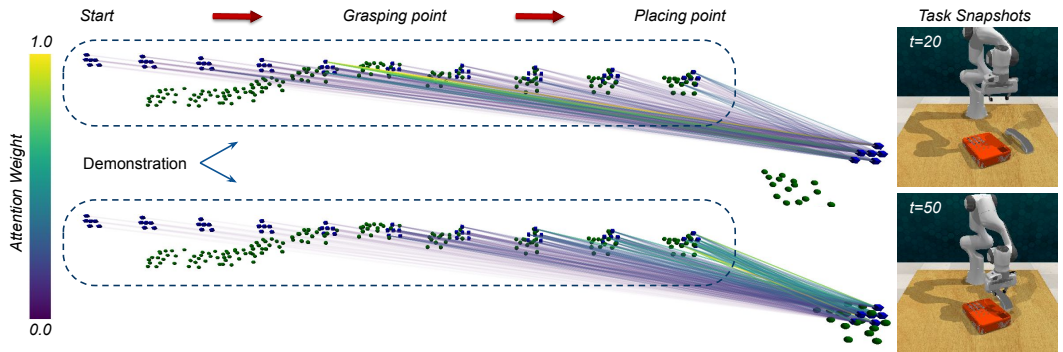 Start Grasping point Placing point Task Snapshots
1.0
t=20
Attention Weight
Demonstration
t=50
0.0